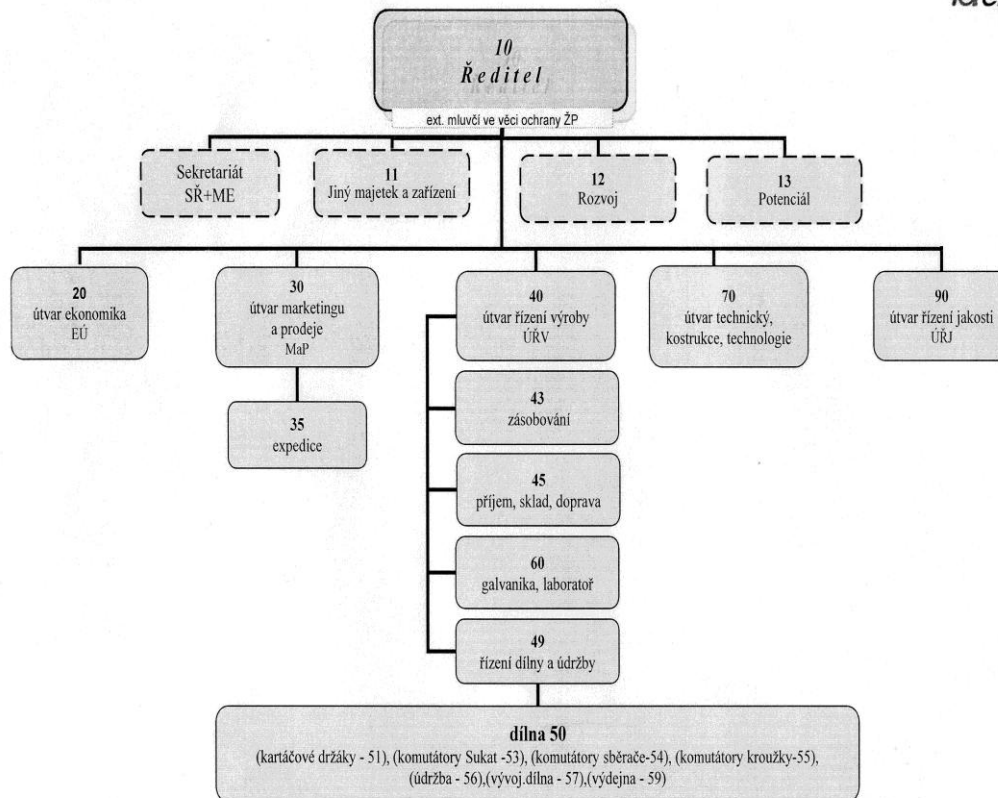 10
Ředitel
ext. mluvčí ve věci ochrany ŽP
Sekretariát
SŘ+ME
11
Jiný majetek a zařízení
12
Rozvoj
13
Potenciál
20
útvar ekonomika
EÚ
30
útvar marketingu
a prodeje
MaP
40
útvar řízení výroby
ÚŘV
70
útvar technický,
kostrukce, technologie
90
útvar řízení jakosti
ÚŘJ
35
expedice
43
zásobování
45
příjem, sklad, doprava
60
galvanika, laboratoř
49
řízení dílny a údržby
dílna 50
(kartáčové držáky - 51), (komutátory Sukat -53), (komutátory sběrače-54), (komutátory kroužky-55),
(údržba - 56),(vývoj.dílna - 57),(výdejna - 59)